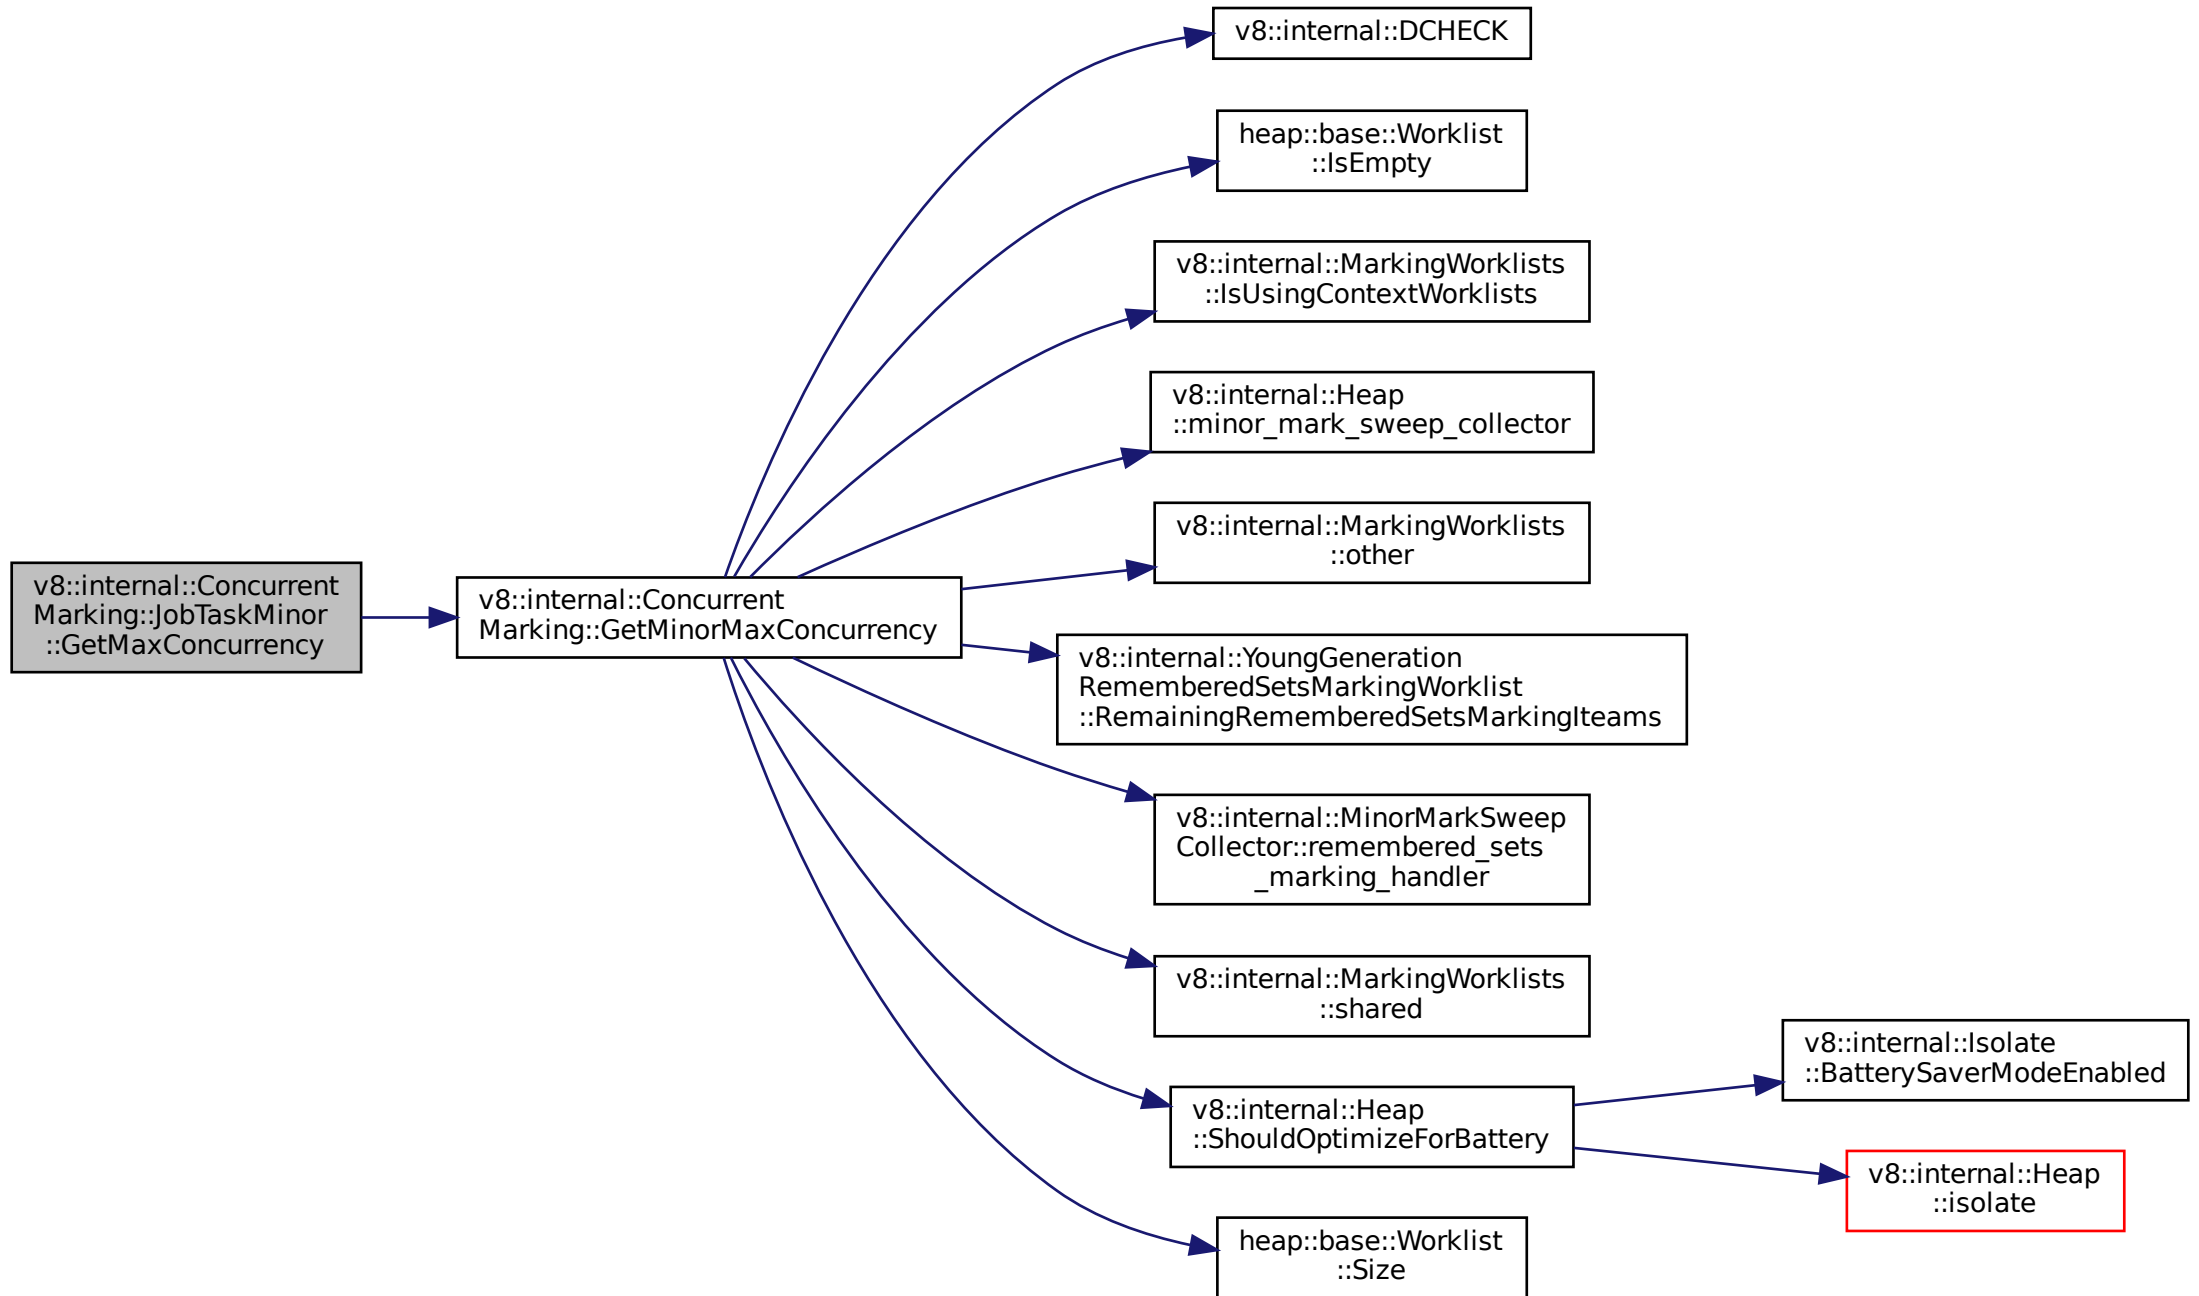 v8::internal::DCHECK
heap::base::Worklist
::IsEmpty
v8::internal::MarkingWorklists
::IsUsingContextWorklists
v8::internal::Heap
::minor_mark_sweep_collector
v8::internal::MarkingWorklists
::other
v8::internal::Concurrent
Marking::JobTaskMinor
::GetMaxConcurrency
v8::internal::Concurrent
Marking::GetMinorMaxConcurrency
v8::internal::YoungGeneration
RememberedSetsMarkingWorklist
::RemainingRememberedSetsMarkingIteams
v8::internal::MinorMarkSweep
Collector::remembered_sets
_marking_handler
v8::internal::MarkingWorklists
::shared
v8::internal::Heap
::ShouldOptimizeForBattery
v8::internal::Isolate
::BatterySaverModeEnabled
v8::internal::Heap
::isolate
heap::base::Worklist
::Size